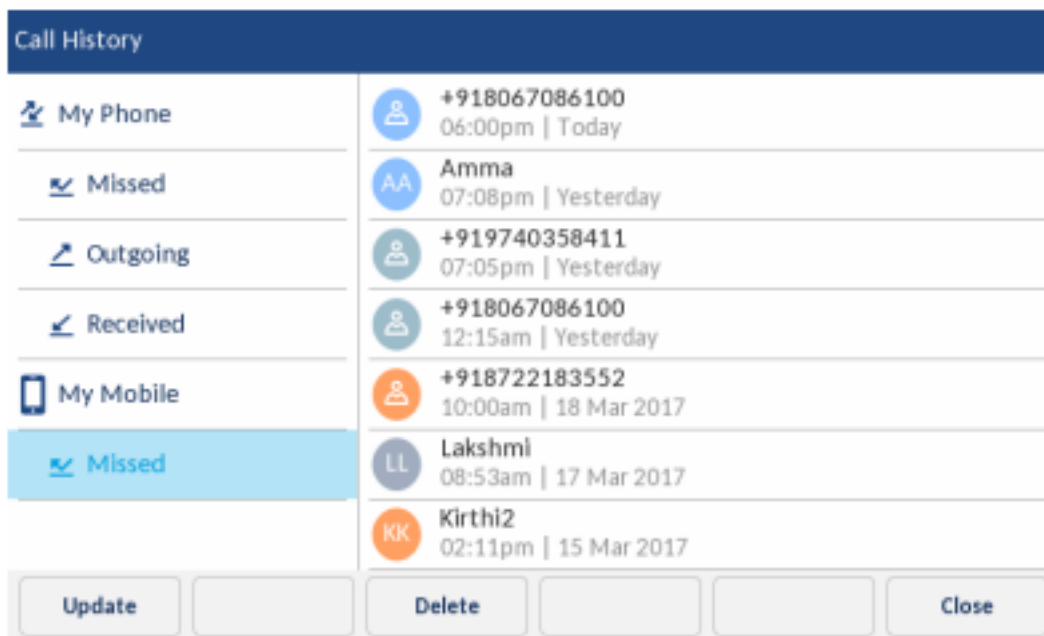 Call History
My Phone
Missed
Outgoing
Received
My Mobile
Missed
+918067086100
06:00pm | Today
AA
Amma
07:08pm | Yesterday
+919740358411
07:05pm | Yesterday
+918067086100
12:15am | Yesterday
+918722183552
10:00am | 18 Mar 2017
LL
Lakshmi
08:53am | 17 Mar 2017
KK
Kirthi2
02:11pm | 15 Mar 2017
Update
Delete
Close